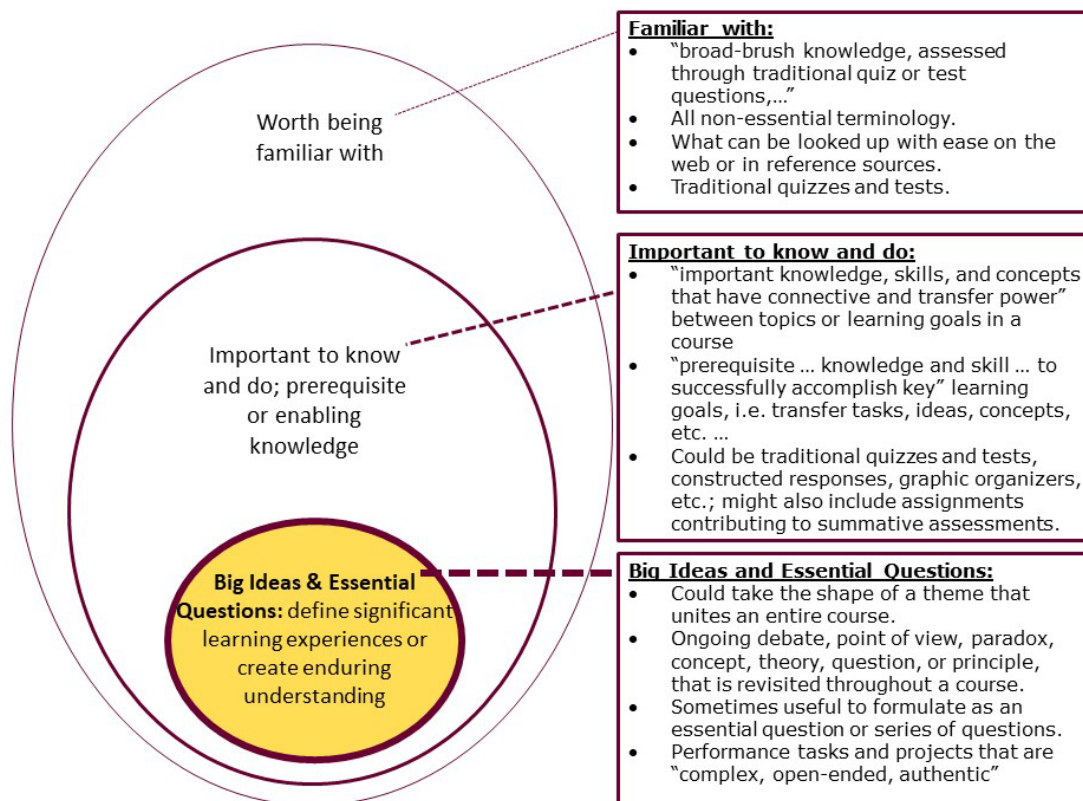 Worth being
familiar with
Important to know
and do; prerequisite
or enabling
knowledge
Big Ideas & Essential
Questions: define significant
learning experiences or
create enduring
understanding
Familiar with:
• “broad-brush knowledge, assessed
through traditional quiz or test
questions,…”
• All non-essential terminology.
• What can be looked up with ease on the
web or in reference sources.
• Traditional quizzes and tests.
Important to know and do:
• “important knowledge, skills, and concepts
that have connective and transfer power”
between topics or learning goals in a
course
• “prerequisite … knowledge and skill … to
successfully accomplish key” learning
goals, i.e. transfer tasks, ideas, concepts,
etc. …
• Could be traditional quizzes and tests,
constructed responses, graphic organizers,
etc.; might also include assignments
contributing to summative assessments.
Big Ideas and Essential Questions:
• Could take the shape of a theme that
unites an entire course.
• Ongoing debate, point of view, paradox,
concept, theory, question, or principle,
that is revisited throughout a course.
• Sometimes useful to formulate as an
essential question or series of questions.
• Performance tasks and projects that are
“complex, open-ended, authentic”